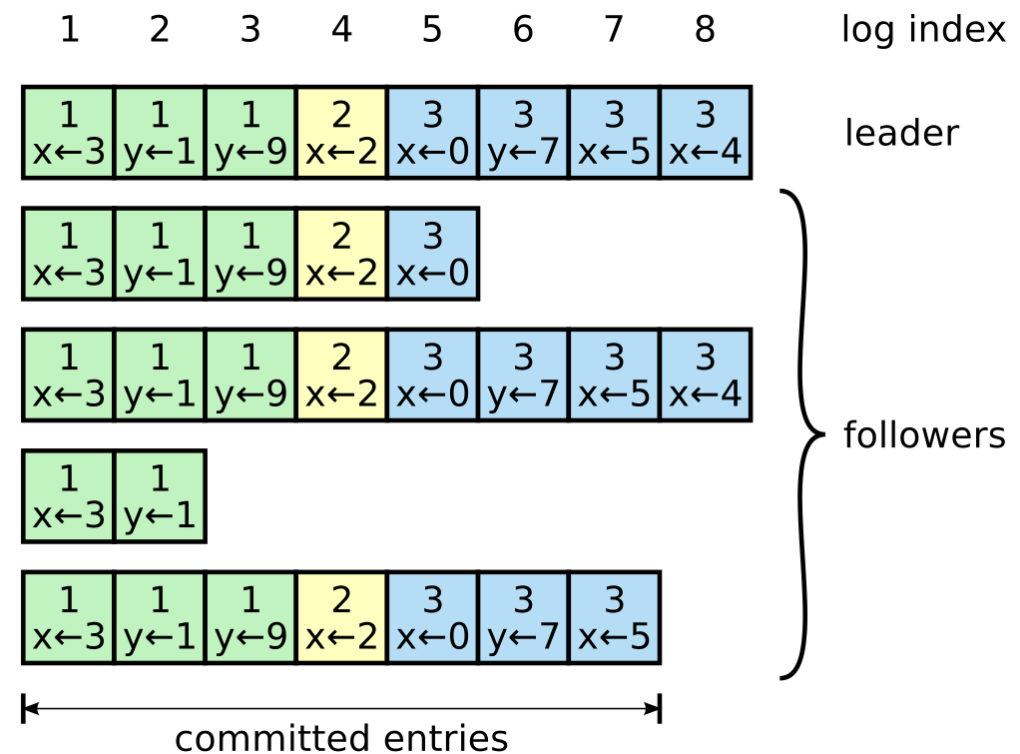 1 2 3 4 5 6 7 8 log index
1 1 1 2 3 3 3 3
x←3 y←1 y←9 x←2 x←0 y←7 x←5 x←4
leader
1 1 1 2 3
x←3 y←1 y←9 x←2 x←0
1 1 1 2 3 3 3 3
x←3 y←1 y←9 x←2 x←0 y←7 x←5 x←4
followers
1 1
x←3 y←1
1 1 1 2 3 3 3
x←3 y←1 y←9 x←2 x←0 y←7 x←5
committed entries